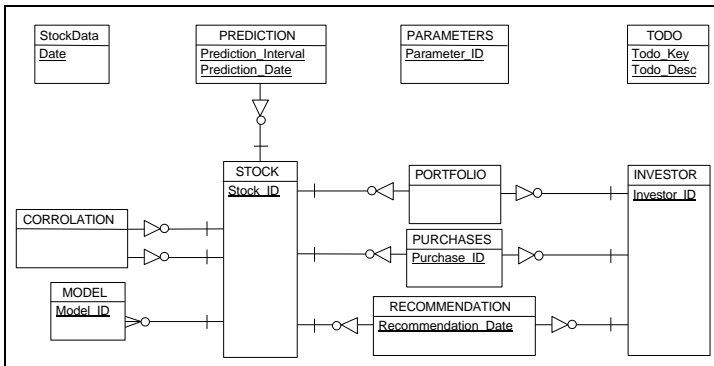 StockData
Date
PREDICTION
Prediction_Interval
Prediction_Date
PARAMETERS
Parameter_ID
TODO
Todo_Key
Todo_Desc
STOCK
Stock_ID
PORTFOLIO
INVESTOR
Investor_ID
CORROLATION
PURCHASES
Purchase_ID
MODEL
Model_ID
RECOMMENDATION
Recommendation_Date